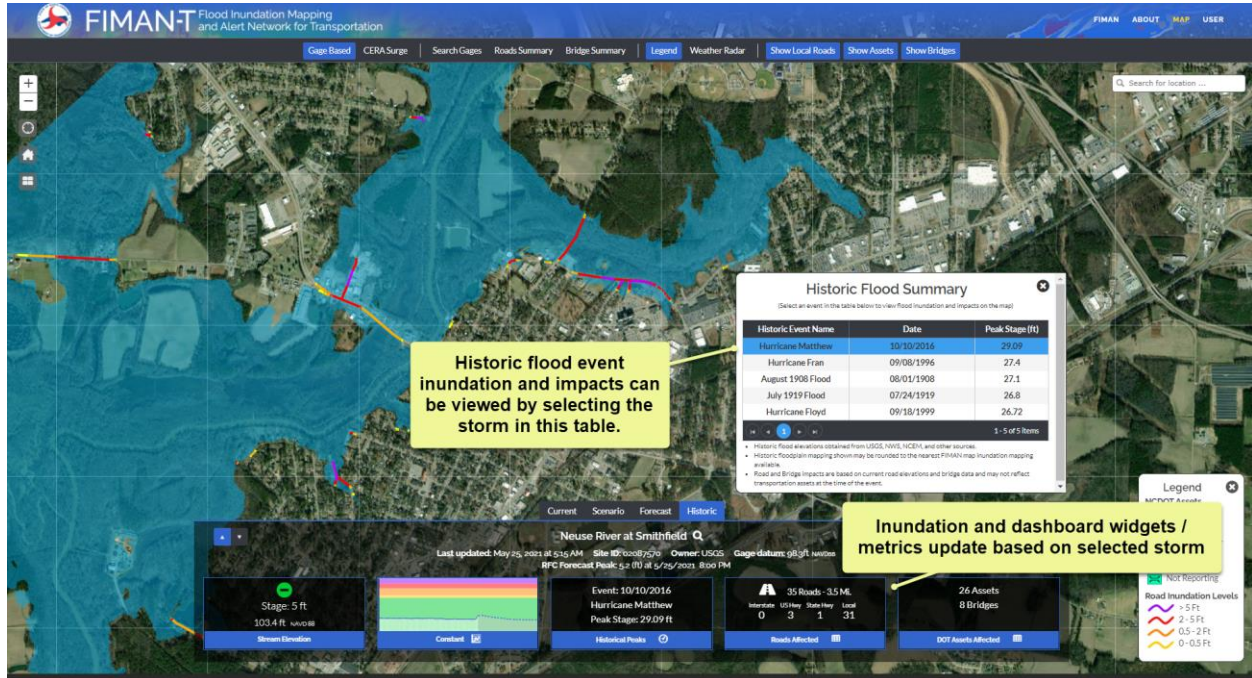 FIMAN-T Flood Inundation Mapping
and Alert Network for Transportation
FIMAN ABOUT MAP USER
Gage Based CERA Surge Search Gages Roads Summary Bridge Summary Legend Weather Radar Show Local Roads Show Assets Show Bridges
+
−
Search for location ...
Historic Flood Summary
(Select an event in the table below to view flood inundation and impacts on the map)
Historic Event Name Date Peak Stage (ft)
Hurricane Matthew 10/10/2016 29.09
Hurricane Fran 09/08/1996 27.4
August 1908 Flood 08/01/1908 27.1
July 1919 Flood 07/24/1919 26.8
Hurricane Floyd 09/18/1999 26.72
1 1 - 5 of 5 items
• Historic flood elevations obtained from USGS, NWS, NCEM, and other sources.
• Historic floodplain mapping shown may be rounded to the nearest FIMAN map inundation mapping
available.
• Road and Bridge impacts are based on current road elevations and bridge data and may not reflect
transportation assets at the time of the event.
Historic flood event
inundation and impacts can
be viewed by selecting the
storm in this table.
Inundation and dashboard widgets /
metrics update based on selected storm
Current Scenario Forecast Historic
Neuse River at Smithfield
Last updated: May 25, 2021 at 5:15 AM Site ID: 02087570 Owner: USGS Gage datum: 98.3ft NAVD88
RFC Forecast Peak: 5.2 (ft) at 5/25/2021 8:00 PM
Stage: 5 ft
103.4 ft NAVD 88
Stream Elevation
Constant
Event: 10/10/2016
Hurricane Matthew
Peak Stage: 29.09 ft
Historical Peaks
35 Roads - 3.5 Mi.
Interstate US Hwy State Hwy Local
0 3 1 31
Roads Affected
26 Assets
8 Bridges
DOT Assets Affected
Legend
NCDOT Assets
Not Reporting
Road Inundation Levels
> 5 Ft
2 - 5 Ft
0.5 - 2 Ft
0 - 0.5 Ft